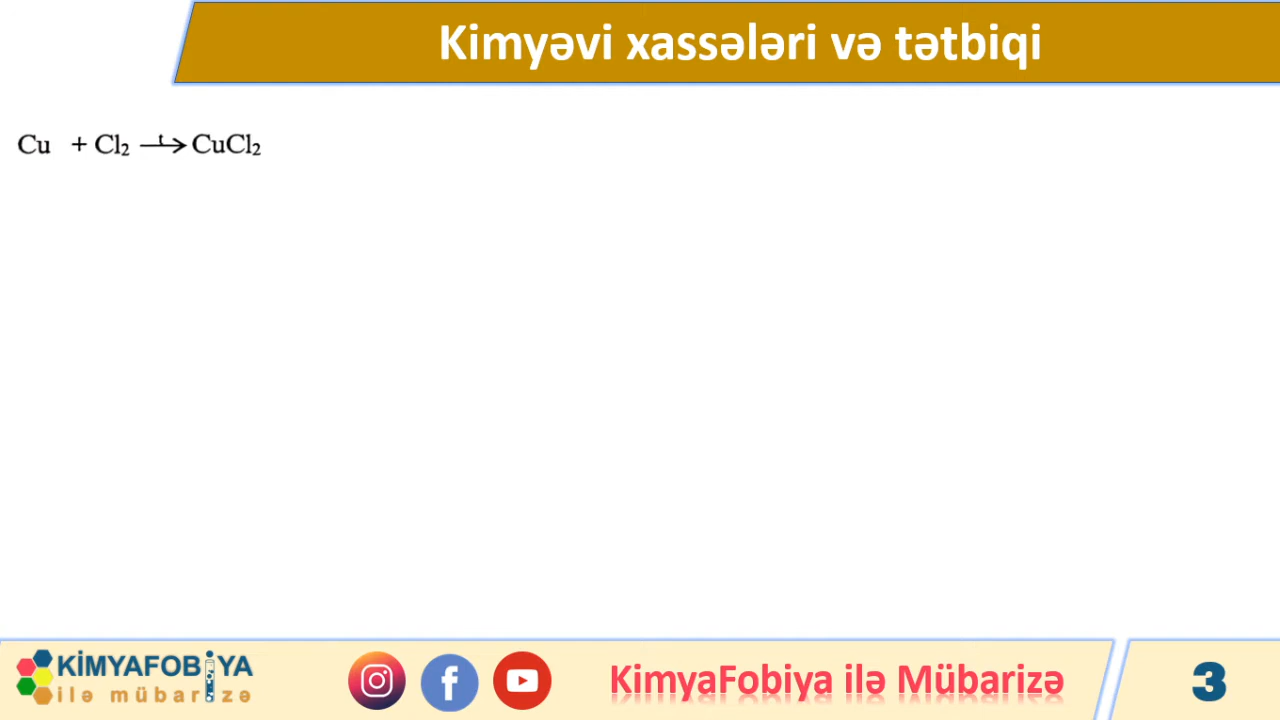 Kimyəvi xassələri və tətbiqi
Cu + Cl₂ —t→ CuCl₂
KİMYAFOBİYA
ilə mübarizə
KimyaFobiya ilə Mübarizə
3